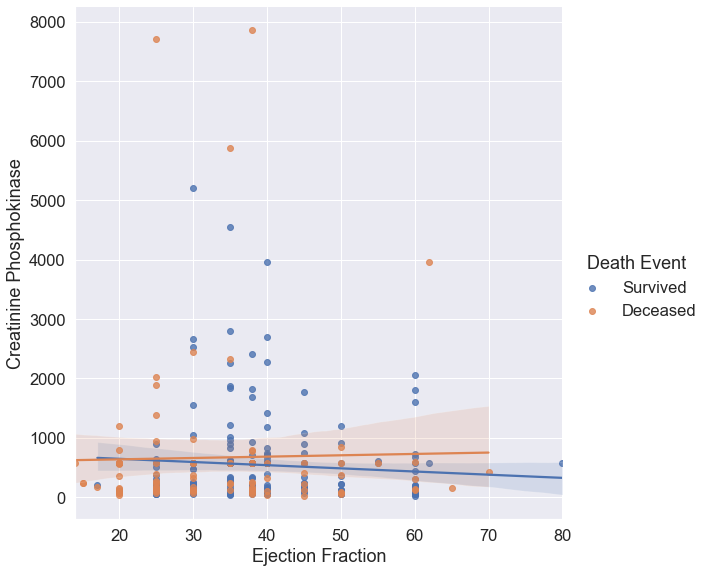 8000
7000
6000
5000
4000
3000
2000
1000
0
Creatinine Phosphokinase
20 30 40 50 60 70 80
Ejection Fraction
Death Event
Survived
Deceased